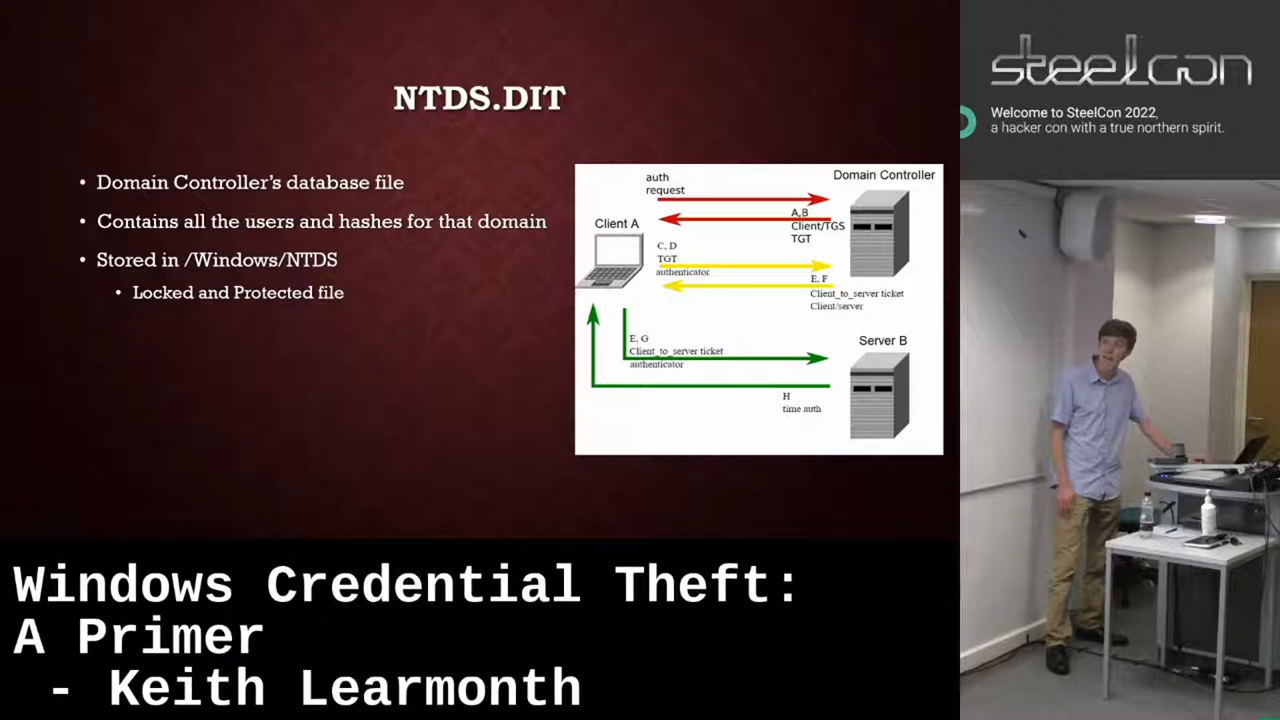 NTDS.DIT
• Domain Controller's database file
• Contains all the users and hashes for that domain
• Stored in /Windows/NTDS
• Locked and Protected file
auth
request
Domain Controller
Client A
A,B
Client/TGS
TGT
C, D
TGT
authenticator
E, F
Client_to_server ticket
Client/server
E, G
Client_to_server ticket
authenticator
Server B
H
time auth
steelcon
Welcome to SteelCon 2022,
a hacker con with a true northern spirit.
Windows Credential Theft:
A Primer
- Keith Learmonth